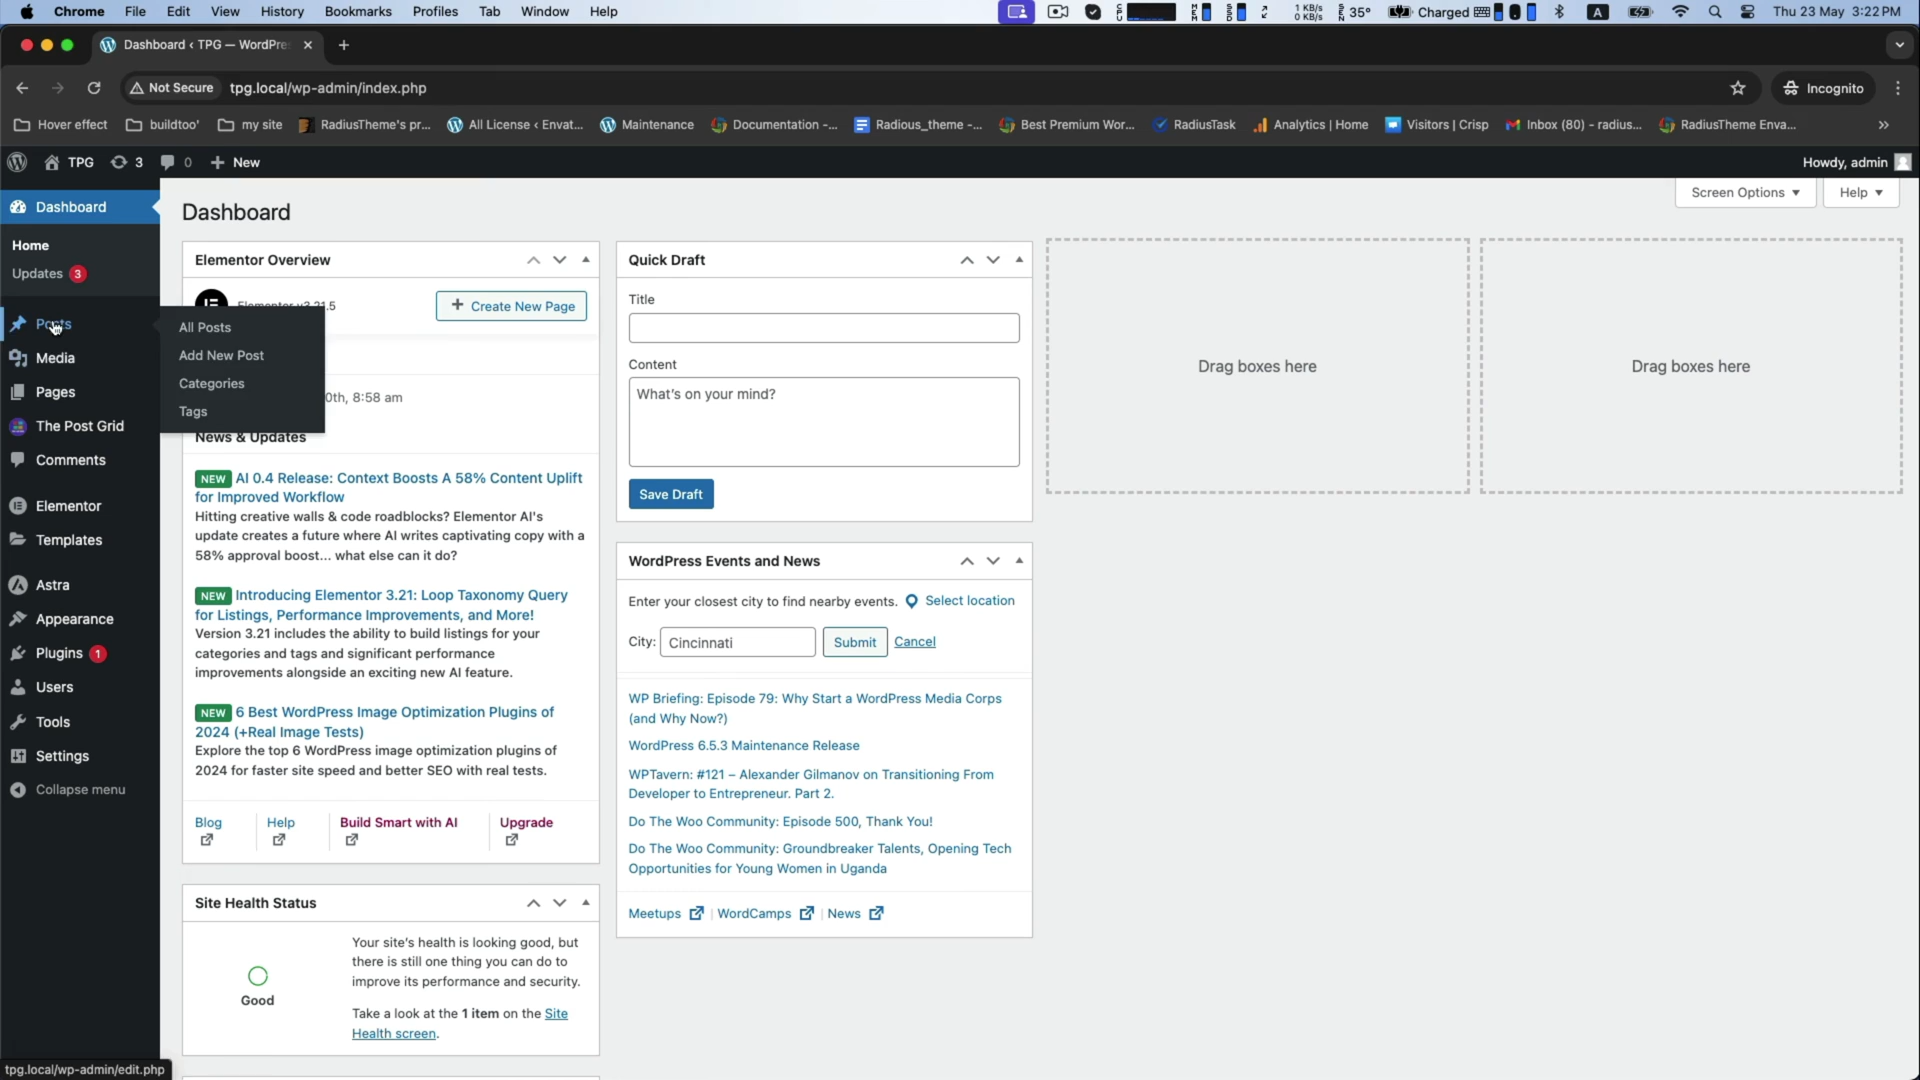 Chrome File Edit View History Bookmarks Profiles Tab Window Help
1 KB/s
0 KB/s
35° Charged A Thu 23 May 3:22 PM
Dashboard ‹ TPG — WordPre
Not Secure tpg.local/wp-admin/index.php Incognito
Hover effect buildtoo' my site RadiusTheme's pr... All License ‹ Envat... Maintenance Documentation -... Radious_theme -... Best Premium Wor... RadiusTask Analytics | Home Visitors | Crisp Inbox (80) - radius... RadiusTheme Enva... »
TPG 3 0 New Howdy, admin
Dashboard
Home
Updates 3
Posts
Media
Pages
The Post Grid
Comments
Elementor
Templates
Astra
Appearance
Plugins 1
Users
Tools
Settings
Collapse menu
All Posts
Add New Post
Categories
Tags
Dashboard
Screen Options Help
Elementor Overview
Elementor v3.21.5
Create New Page
0th, 8:58 am
News & Updates
NEW AI 0.4 Release: Context Boosts A 58% Content Uplift
for Improved Workflow
Hitting creative walls & code roadblocks? Elementor AI's
update creates a future where AI writes captivating copy with a
58% approval boost... what else can it do?
NEW Introducing Elementor 3.21: Loop Taxonomy Query
for Listings, Performance Improvements, and More!
Version 3.21 includes the ability to build listings for your
categories and tags and significant performance
improvements alongside an exciting new AI feature.
NEW 6 Best WordPress Image Optimization Plugins of
2024 (+Real Image Tests)
Explore the top 6 WordPress image optimization plugins of
2024 for faster site speed and better SEO with real tests.
Blog Help Build Smart with AI Upgrade
Site Health Status
Good
Your site's health is looking good, but
there is still one thing you can do to
improve its performance and security.
Take a look at the 1 item on the Site
Health screen.
Quick Draft
Title
Content
What's on your mind?
Save Draft
WordPress Events and News
Enter your closest city to find nearby events. Select location
City: Cincinnati Submit Cancel
WP Briefing: Episode 79: Why Start a WordPress Media Corps
(and Why Now?)
WordPress 6.5.3 Maintenance Release
WPTavern: #121 – Alexander Gilmanov on Transitioning From
Developer to Entrepreneur. Part 2.
Do The Woo Community: Episode 500, Thank You!
Do The Woo Community: Groundbreaker Talents, Opening Tech
Opportunities for Young Women in Uganda
Meetups | WordCamps | News
Drag boxes here
Drag boxes here
tpg.local/wp-admin/edit.php